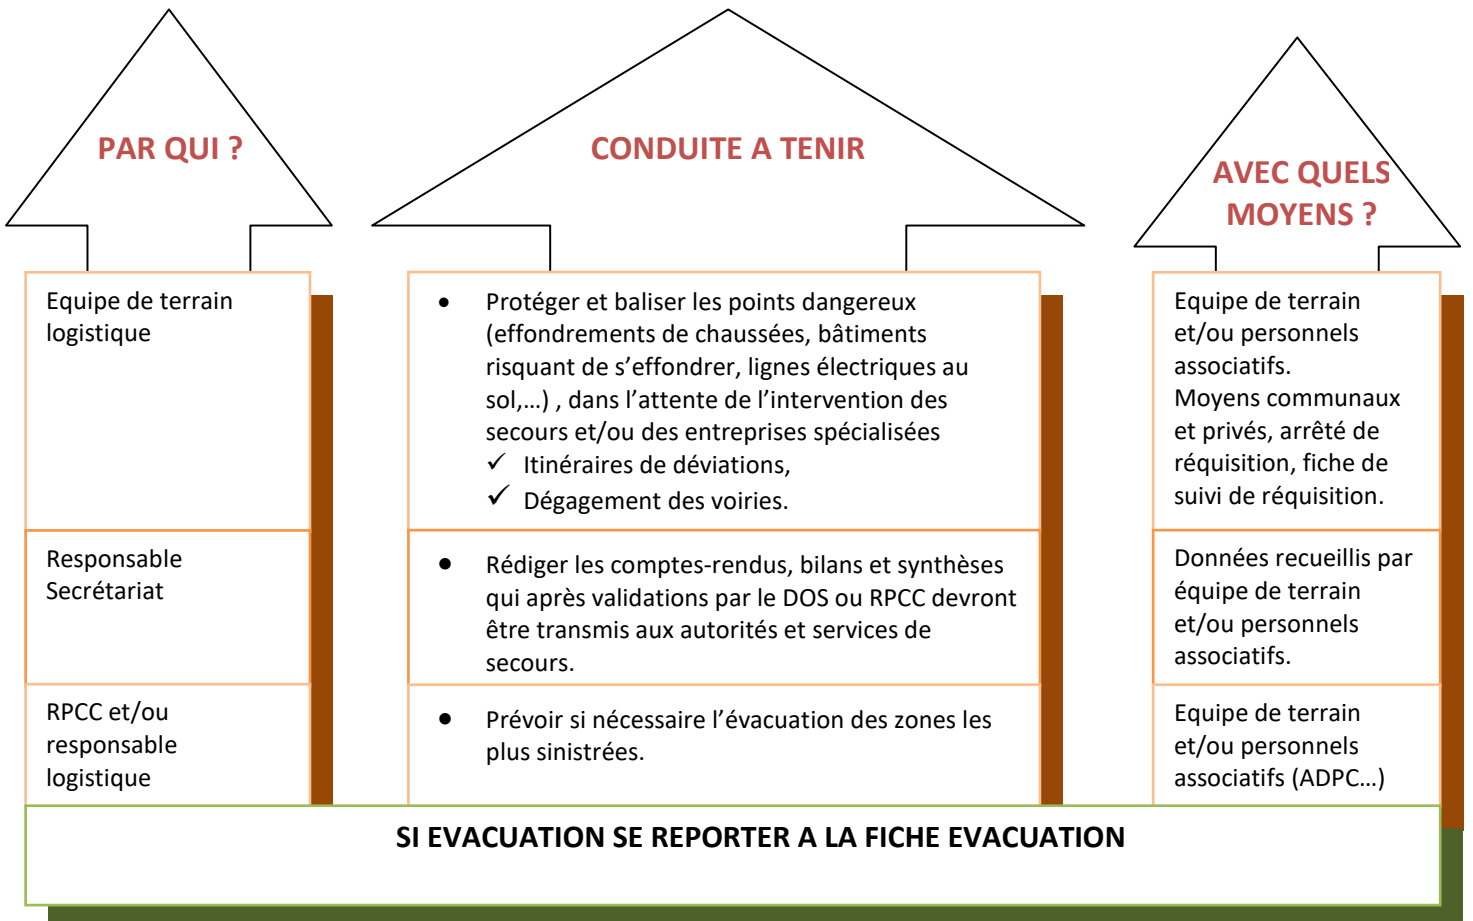 PAR QUI ?
CONDUITE A TENIR
AVEC QUELS
MOYENS ?
Equipe de terrain
logistique
• Protéger et baliser les points dangereux
(effondrements de chaussées, bâtiments
risquant de s’effondrer, lignes électriques au
sol,…) , dans l’attente de l’intervention des
secours et/ou des entreprises spécialisées
✓ Itinéraires de déviations,
✓ Dégagement des voiries.
Equipe de terrain
et/ou personnels
associatifs.
Moyens communaux
et privés, arrêté de
réquisition, fiche de
suivi de réquisition.
Responsable
Secrétariat
• Rédiger les comptes-rendus, bilans et synthèses
qui après validations par le DOS ou RPCC devront
être transmis aux autorités et services de
secours.
Données recueillis par
équipe de terrain
et/ou personnels
associatifs.
RPCC et/ou
responsable
logistique
• Prévoir si nécessaire l’évacuation des zones les
plus sinistrées.
Equipe de terrain
et/ou personnels
associatifs (ADPC…)
SI EVACUATION SE REPORTER A LA FICHE EVACUATION